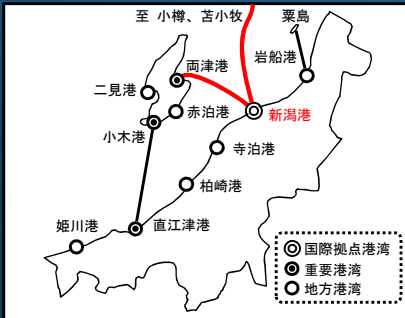 至 小樽、苫小牧
粟島
岩船港
両津港
二見港
赤泊港
新潟港
小木港
寺泊港
柏崎港
姫川港
直江津港
国際拠点港湾
重要港湾
地方港湾